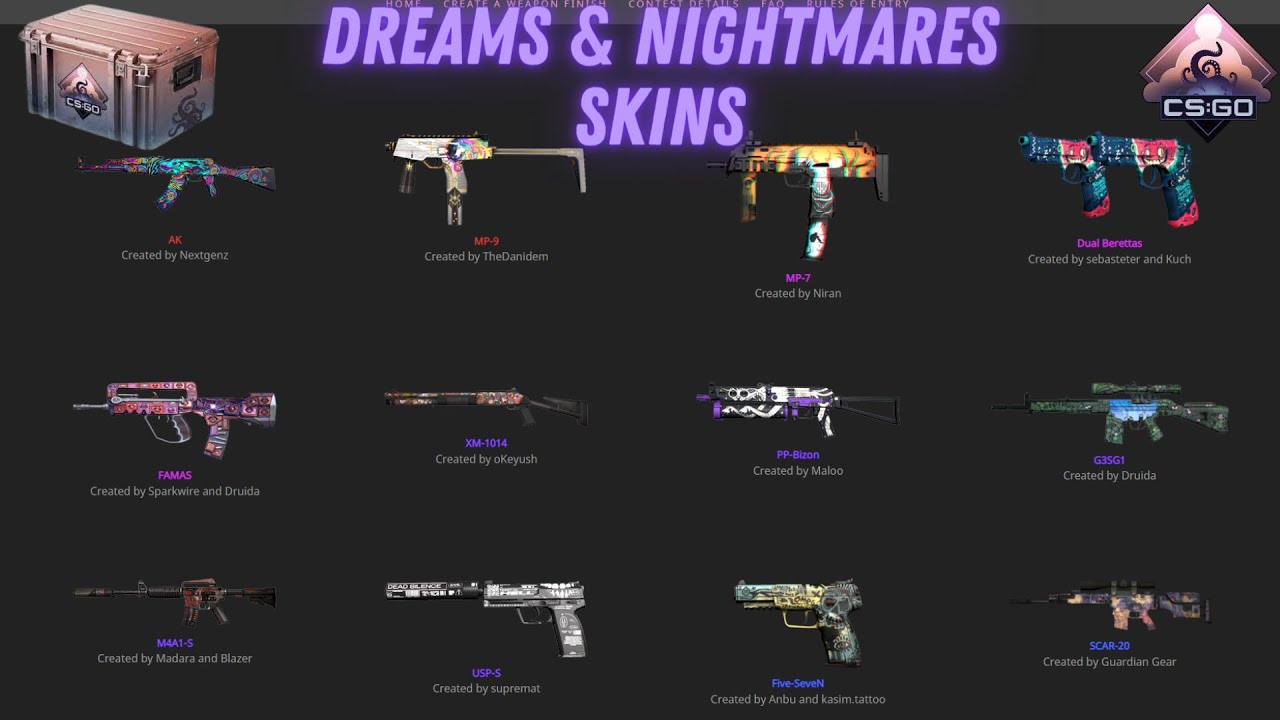 HOME CREATE A WEAPON FINISH CONTEST DETAILS FAQ RULES OF ENTRY
DREAMS & NIGHTMARES
SKINS
CS:GO
CS:GO
AK
Created by Nextgenz
MP-9
Created by TheDanidem
MP-7
Created by Niran
Dual Berettas
Created by sebasteter and Kuch
FAMAS
Created by Sparkwire and Druida
XM-1014
Created by oKeyush
PP-Bizon
Created by Maloo
G3SG1
Created by Druida
DEAD SILENCE
M4A1-S
Created by Madara and Blazer
USP-S
Created by supremat
Five-SeveN
Created by Anbu and kasim.tattoo
SCAR-20
Created by Guardian Gear